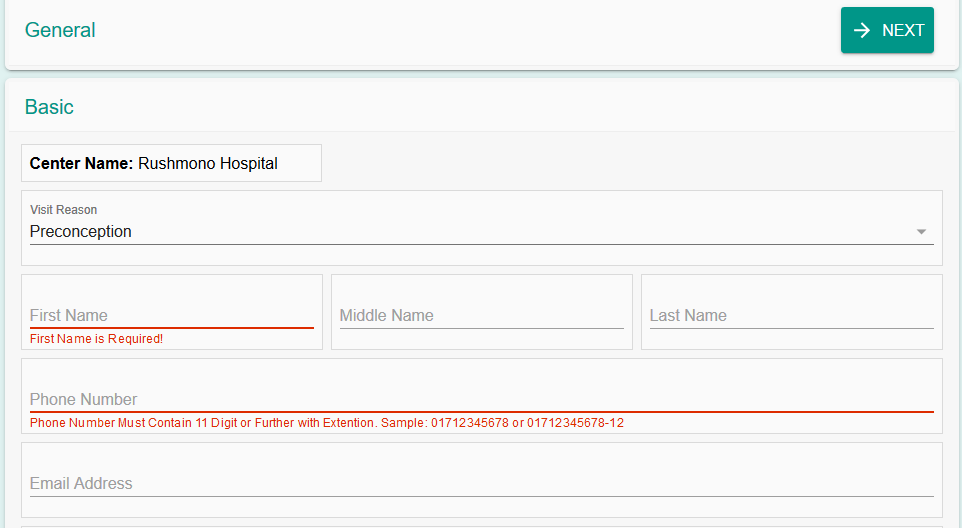 General
NEXT
Basic
Center Name: Rushmono Hospital
Visit Reason
Preconception
First Name
Middle Name
Last Name
First Name is Required!
Phone Number
Phone Number Must Contain 11 Digit or Further with Extention. Sample: 01712345678 or 01712345678-12
Email Address